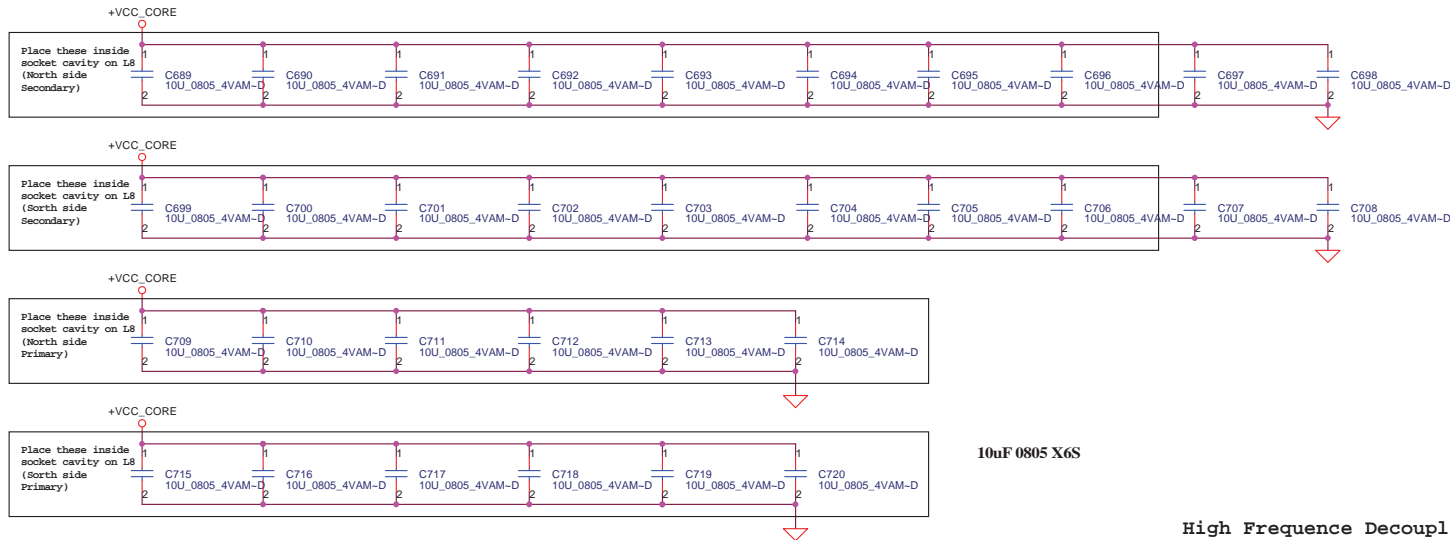 +VCC_CORE
Place these inside
socket cavity on L8
(North side
Secondary)
1 1 1 1 1 1 1 1 1 1
C689 C690 C691 C692 C693 C694 C695 C696 C697 C698
10U_0805_4VAM~D 10U_0805_4VAM~D 10U_0805_4VAM~D 10U_0805_4VAM~D 10U_0805_4VAM~D 10U_0805_4VAM~D 10U_0805_4VAM~D 10U_0805_4VAM~D 10U_0805_4VAM~D 10U_0805_4VAM~D
2 2 2 2 2 2 2 2 2 2
+VCC_CORE
Place these inside
socket cavity on L8
(Sorth side
Secondary)
1 1 1 1 1 1 1 1 1 1
C699 C700 C701 C702 C703 C704 C705 C706 C707 C708
10U_0805_4VAM~D 10U_0805_4VAM~D 10U_0805_4VAM~D 10U_0805_4VAM~D 10U_0805_4VAM~D 10U_0805_4VAM~D 10U_0805_4VAM~D 10U_0805_4VAM~D 10U_0805_4VAM~D 10U_0805_4VAM~D
2 2 2 2 2 2 2 2 2 2
+VCC_CORE
Place these inside
socket cavity on L8
(North side
Primary)
1 1 1 1 1 1
C709 C710 C711 C712 C713 C714
10U_0805_4VAM~D 10U_0805_4VAM~D 10U_0805_4VAM~D 10U_0805_4VAM~D 10U_0805_4VAM~D 10U_0805_4VAM~D
2 2 2 2 2 2
+VCC_CORE
Place these inside
socket cavity on L8
(Sorth side
Primary)
1 1 1 1 1 1
C715 C716 C717 C718 C719 C720
10U_0805_4VAM~D 10U_0805_4VAM~D 10U_0805_4VAM~D 10U_0805_4VAM~D 10U_0805_4VAM~D 10U_0805_4VAM~D
2 2 2 2 2 2
10uF 0805 X6S
High Frequence Decoupl